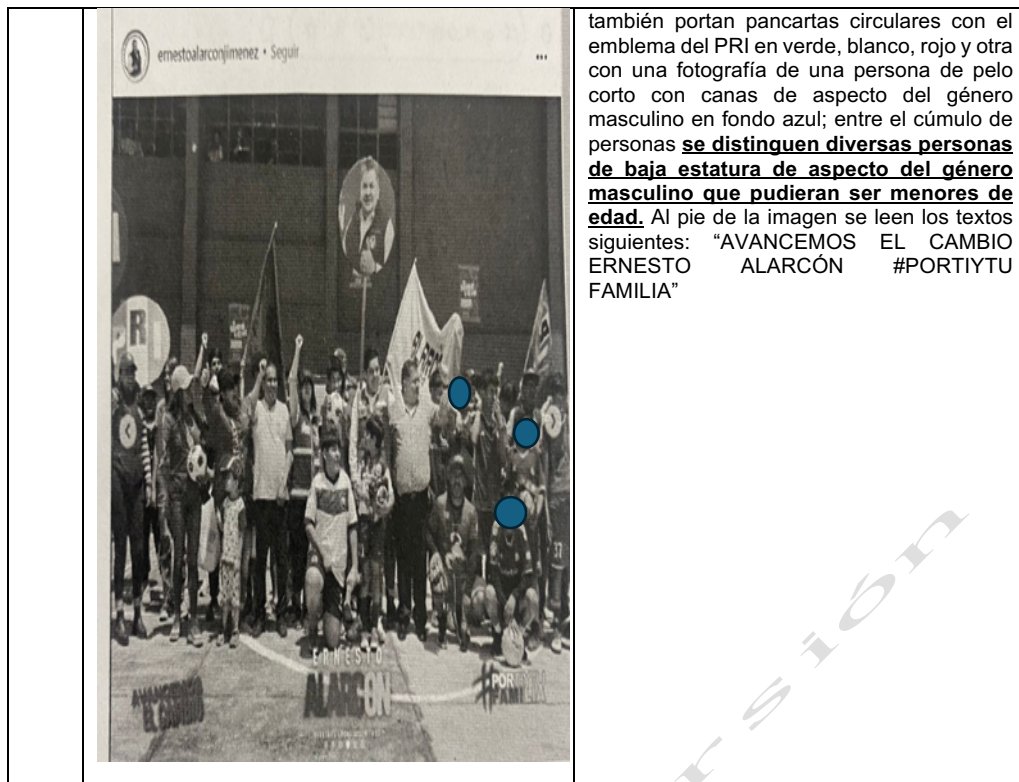 ernestoalarconjimenez • Seguir
...
R
ERNESTO
ALARCÓN
AVANCEMOS
EL CAMBIO
#POR TI Y TU
FAMILIA
37
también portan pancartas circulares con el
emblema del PRI en verde, blanco, rojo y otra
con una fotografía de una persona de pelo
corto con canas de aspecto del género
masculino en fondo azul; entre el cúmulo de
personas se distinguen diversas personas
de baja estatura de aspecto del género
masculino que pudieran ser menores de
edad. Al pie de la imagen se leen los textos
siguientes: “AVANCEMOS EL CAMBIO
ERNESTO ALARCÓN #PORTIYTU
FAMILIA”
rsión